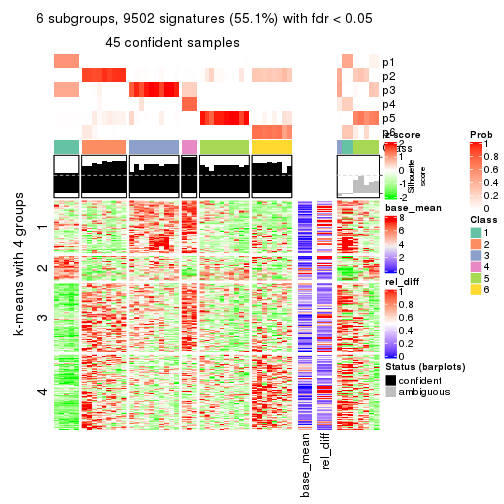 6 subgroups, 9502 signatures (55.1%) with fdr < 0.05
45 confident samples
p1
p2
p3
p4
p5
p6
Class
z-score
2
1
0
-1
-2
Silhouette
score
k-means with 4 groups
1
2
3
4
base_mean
8
6
4
2
0
rel_diff
1
0.8
0.6
0.4
0.2
0
Status (barplots)
confident
ambiguous
Prob
1
0.8
0.6
0.4
0.2
0
Class
1
2
3
4
5
6
base_mean
rel_diff